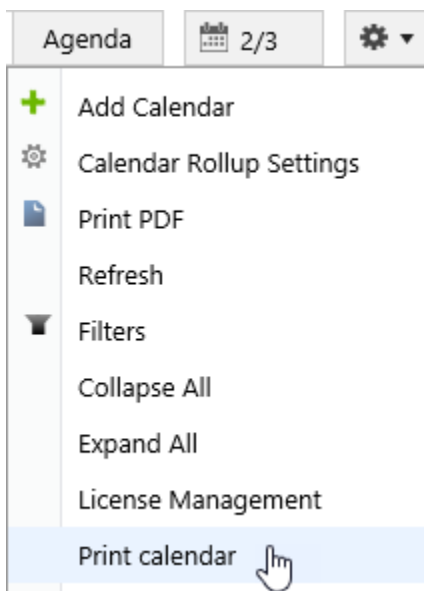 Agenda 2/3
Add Calendar
Calendar Rollup Settings
Print PDF
Refresh
Filters
Collapse All
Expand All
License Management
Print calendar